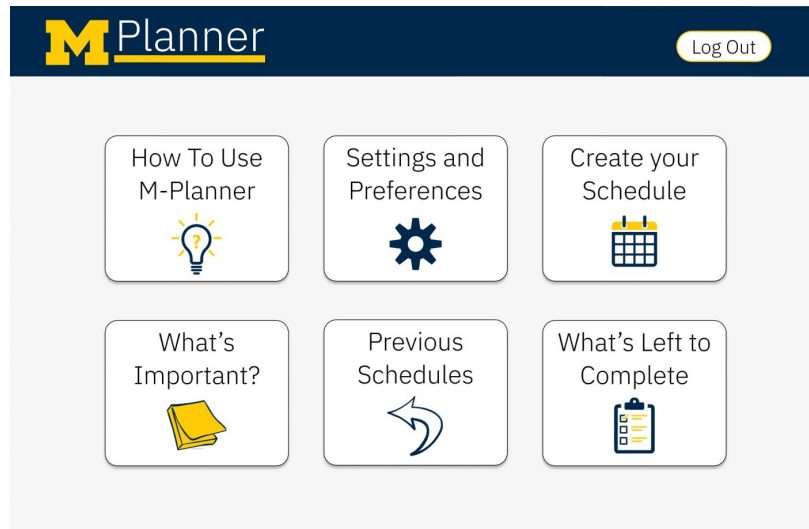 M Planner
Log Out
How To Use
M-Planner
?
Settings and
Preferences
Create your
Schedule
What's
Important?
Previous
Schedules
What's Left to
Complete